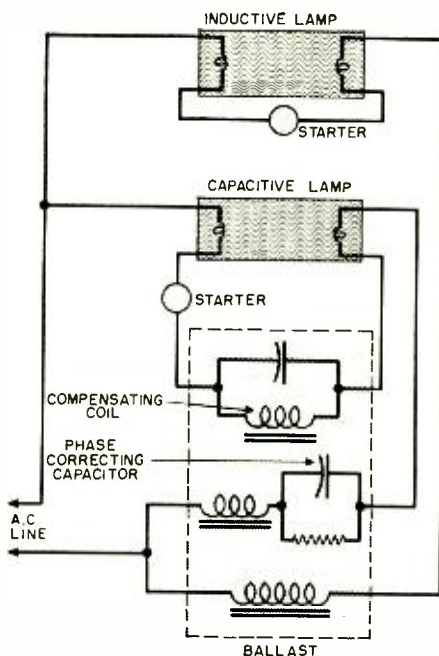 INDUCTIVE LAMP
STARTER
CAPACITIVE LAMP
STARTER
COMPENSATING
COIL
PHASE
CORRECTING
CAPACITOR
A.C
LINE
BALLAST